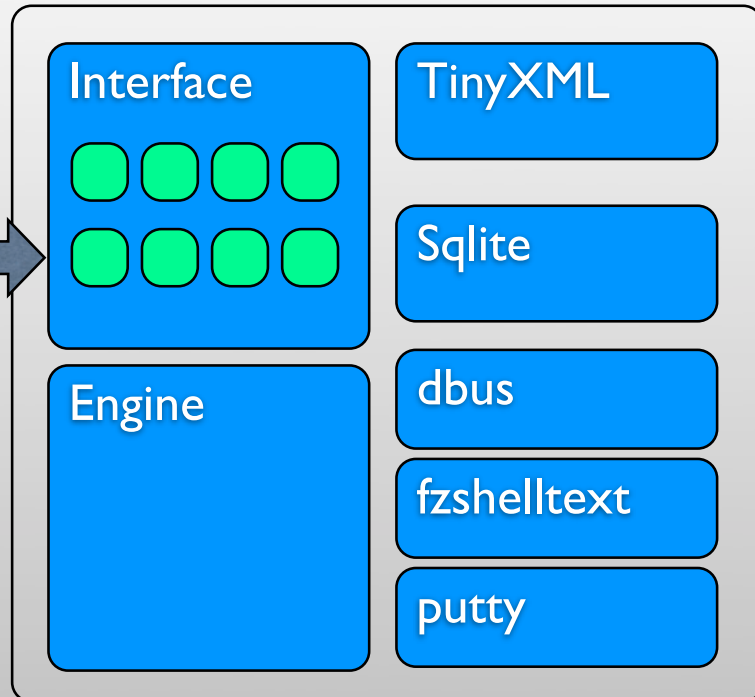 Interface
Engine
TinyXML
Sqlite
dbus
fzshelltext
putty